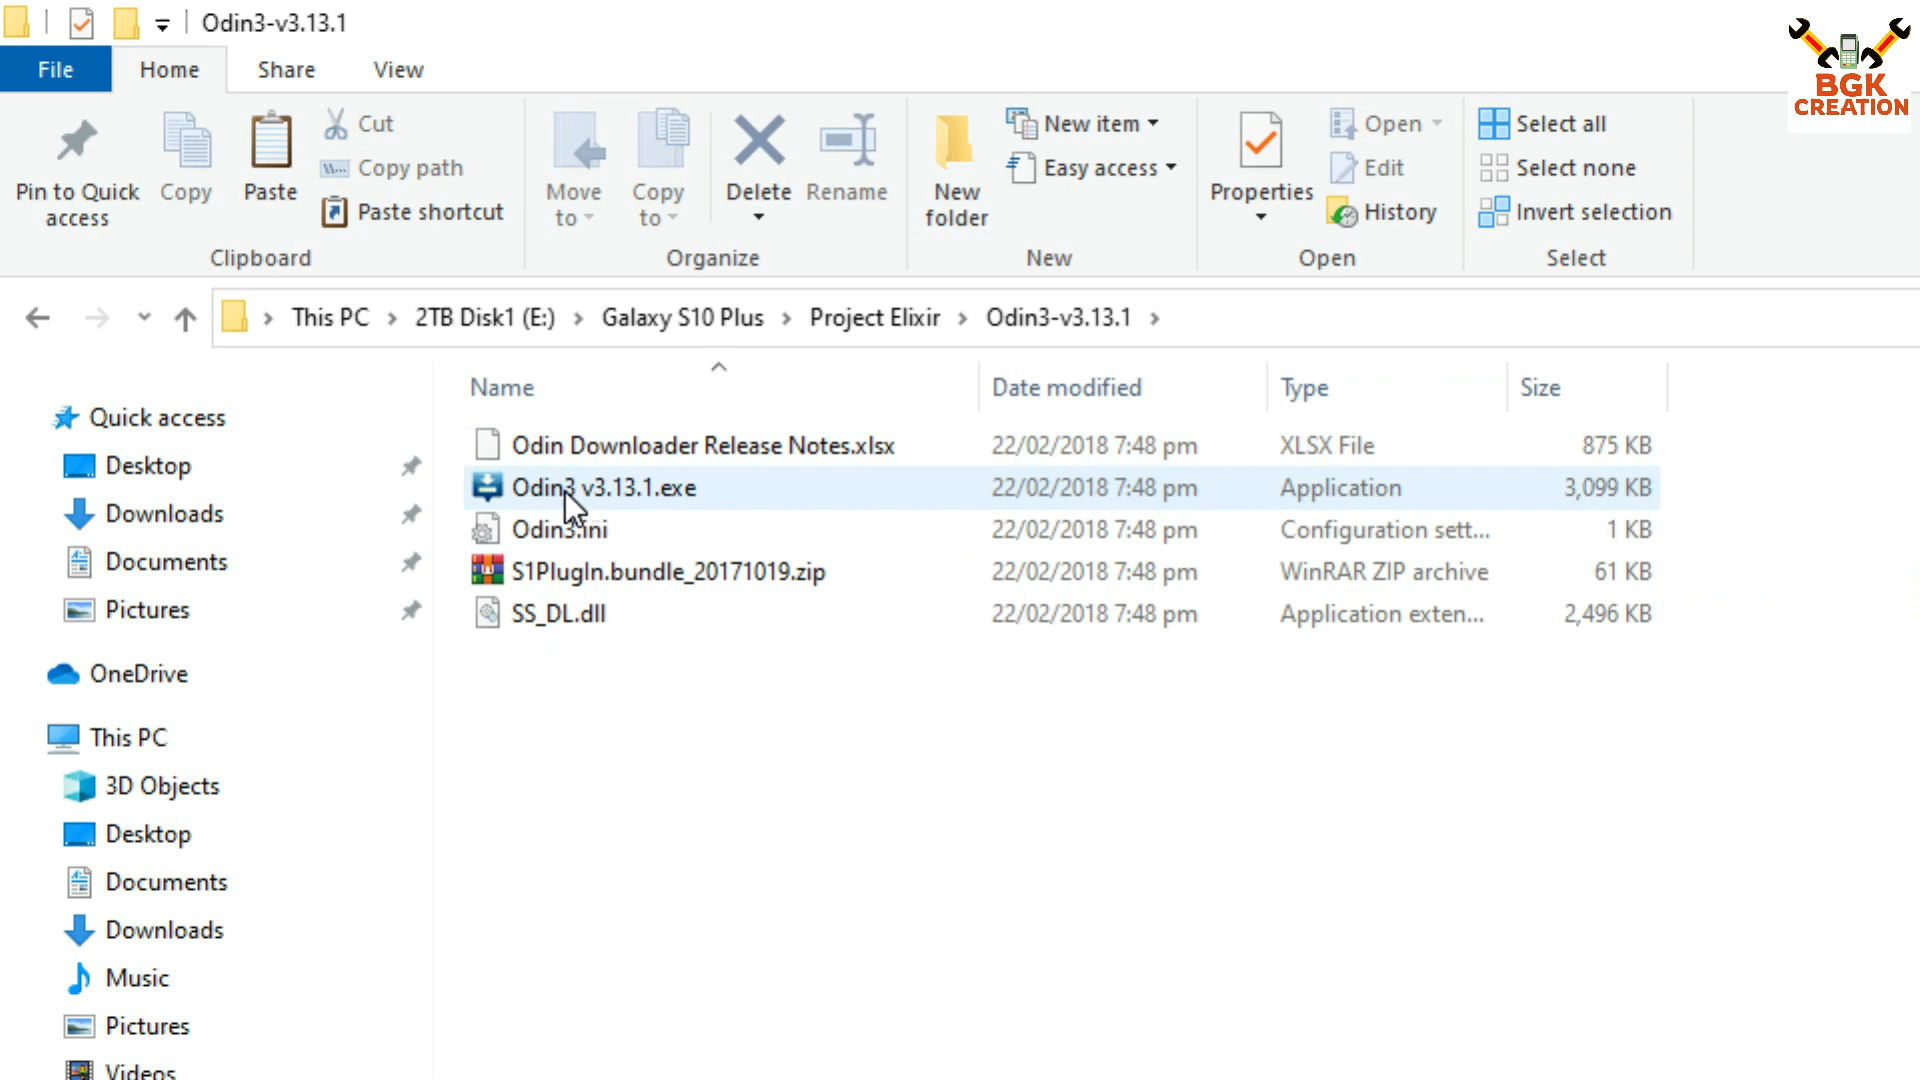 Odin3-v3.13.1
File Home Share View
BGK
CREATION
Pin to Quick
access
Copy
Paste
Cut
Copy path
Paste shortcut
Clipboard
Move
to
Copy
to
Delete
Rename
Organize
New
folder
New item
Easy access
New
Properties
Open
Edit
History
Open
Select all
Select none
Invert selection
Select
This PC > 2TB Disk1 (E:) > Galaxy S10 Plus > Project Elixir > Odin3-v3.13.1 >
Name Date modified Type Size
Odin Downloader Release Notes.xlsx 22/02/2018 7:48 pm XLSX File 875 KB
Odin3 v3.13.1.exe 22/02/2018 7:48 pm Application 3,099 KB
Odin3.ini 22/02/2018 7:48 pm Configuration sett... 1 KB
S1PlugIn.bundle_20171019.zip 22/02/2018 7:48 pm WinRAR ZIP archive 61 KB
SS_DL.dll 22/02/2018 7:48 pm Application exten... 2,496 KB
Quick access
Desktop
Downloads
Documents
Pictures
OneDrive
This PC
3D Objects
Desktop
Documents
Downloads
Music
Pictures
Videos